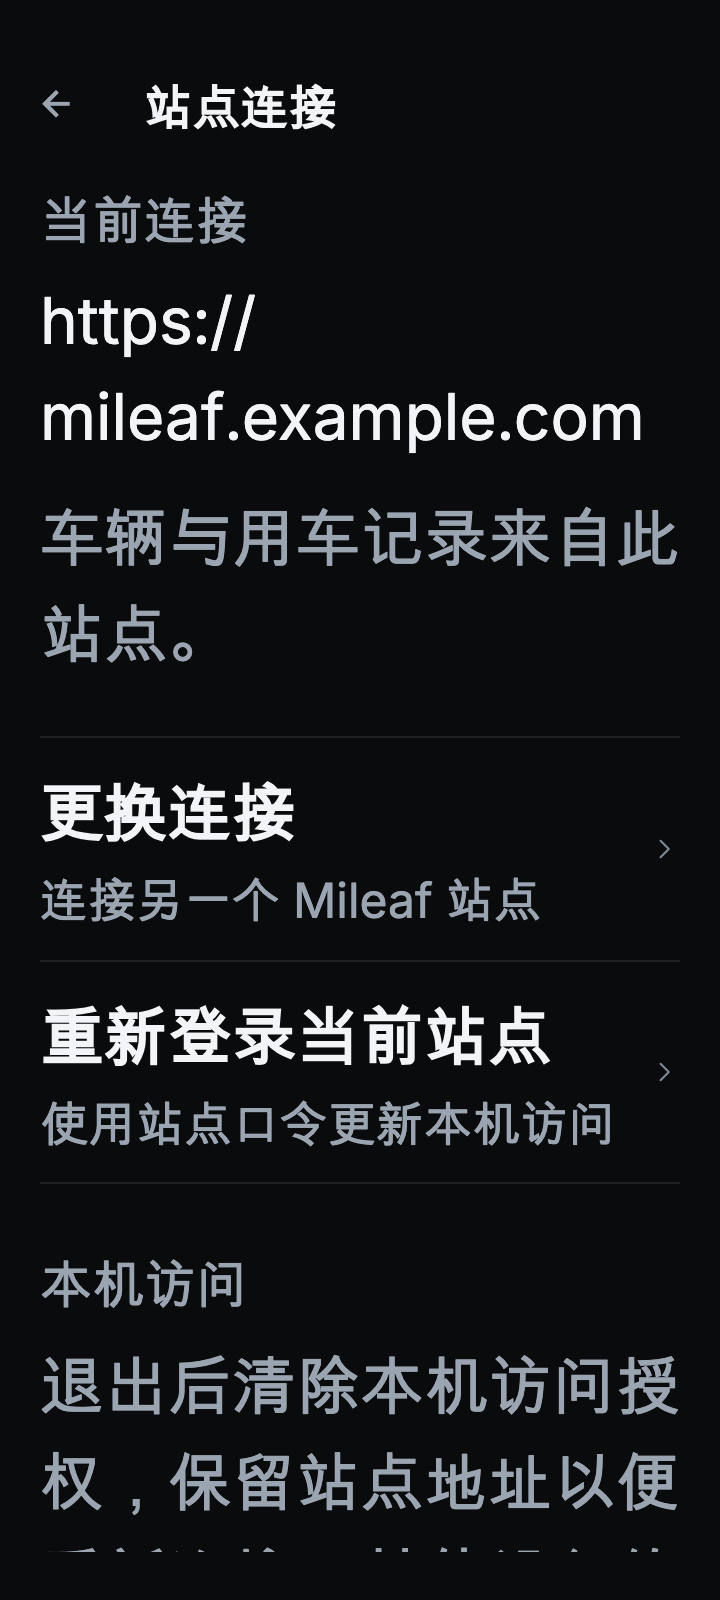 站点连接
当前连接
https://
mileaf.example.com
车辆与用车记录来自此
站点。
更换连接
连接另一个 Mileaf 站点
重新登录当前站点
使用站点口令更新本机访问
本机访问
退出后清除本机访问授
权，保留站点地址以便